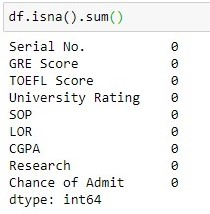 df.isna().sum()
Serial No. 0
GRE Score 0
TOEFL Score 0
University Rating 0
SOP 0
LOR 0
CGPA 0
Research 0
Chance of Admit 0
dtype: int64